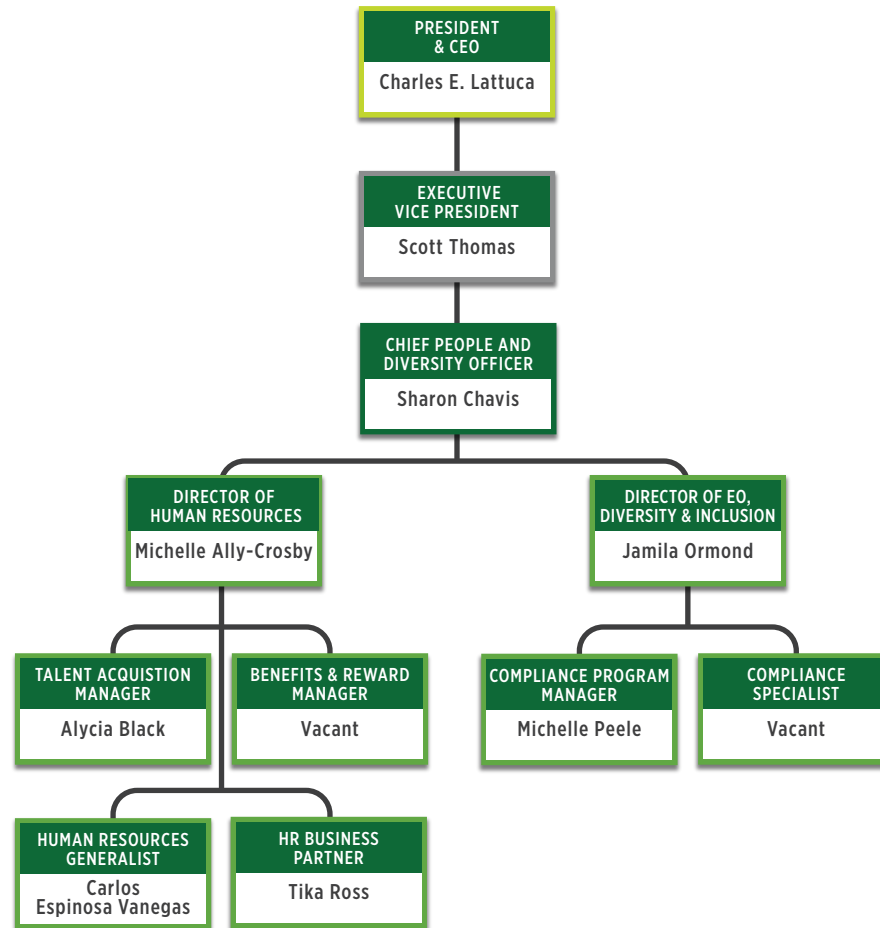 PRESIDENT
& CEO
Charles E. Lattuca
EXECUTIVE
VICE PRESIDENT
Scott Thomas
CHIEF PEOPLE AND
DIVERSITY OFFICER
Sharon Chavis
DIRECTOR OF
HUMAN RESOURCES
Michelle Ally-Crosby
DIRECTOR OF EO,
DIVERSITY & INCLUSION
Jamila Ormond
TALENT ACQUISTION
MANAGER
Alycia Black
BENEFITS & REWARD
MANAGER
Vacant
COMPLIANCE PROGRAM
MANAGER
Michelle Peele
COMPLIANCE
SPECIALIST
Vacant
HUMAN RESOURCES
GENERALIST
Carlos
Espinosa Vanegas
HR BUSINESS
PARTNER
Tika Ross